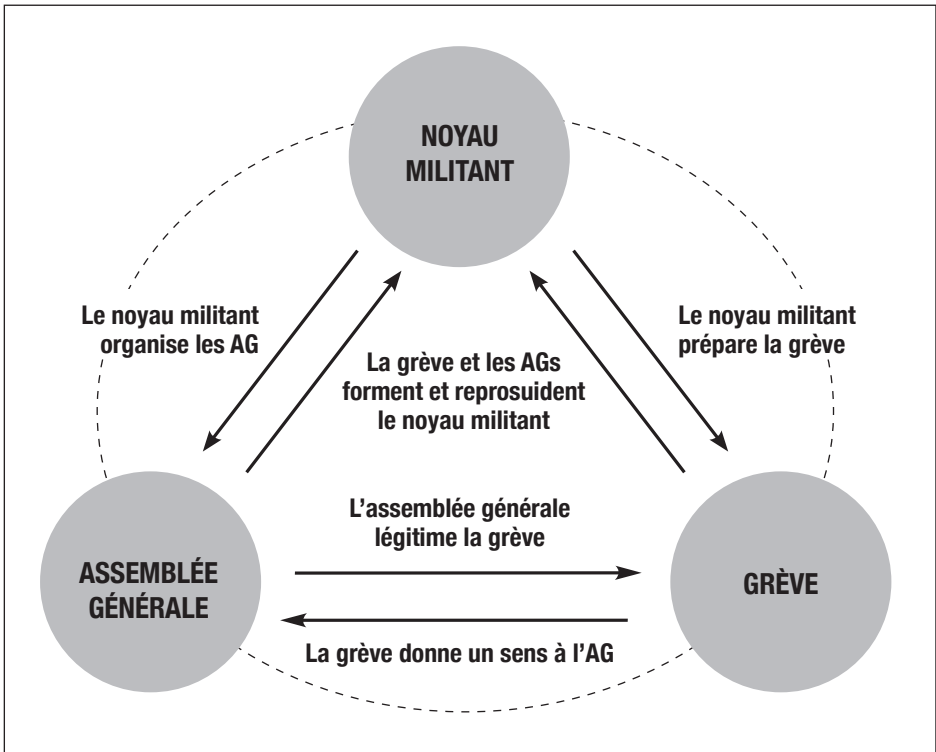 NOYAU
MILITANT
Le noyau militant
organise les AG
Le noyau militant
prépare la grève
La grève et les AGs
forment et reprosuident
le noyau militant
L'assemblée générale
légitime la grève
ASSEMBLÉE
GÉNÉRALE
GRÈVE
La grève donne un sens à l'AG